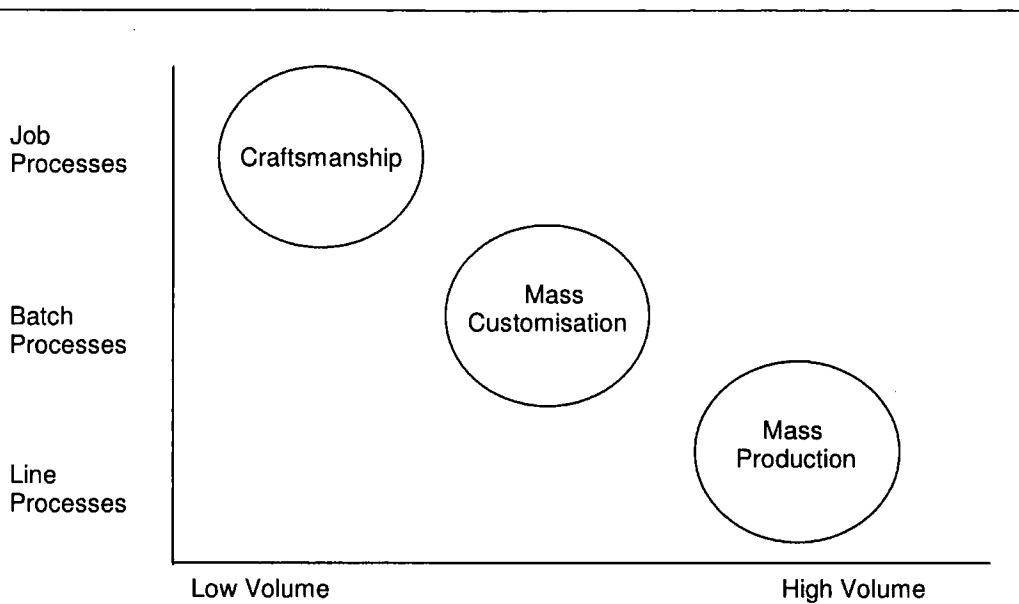 Job
Processes
Craftsmanship
Batch
Processes
Mass
Customisation
Line
Processes
Mass
Production
Low Volume
High Volume